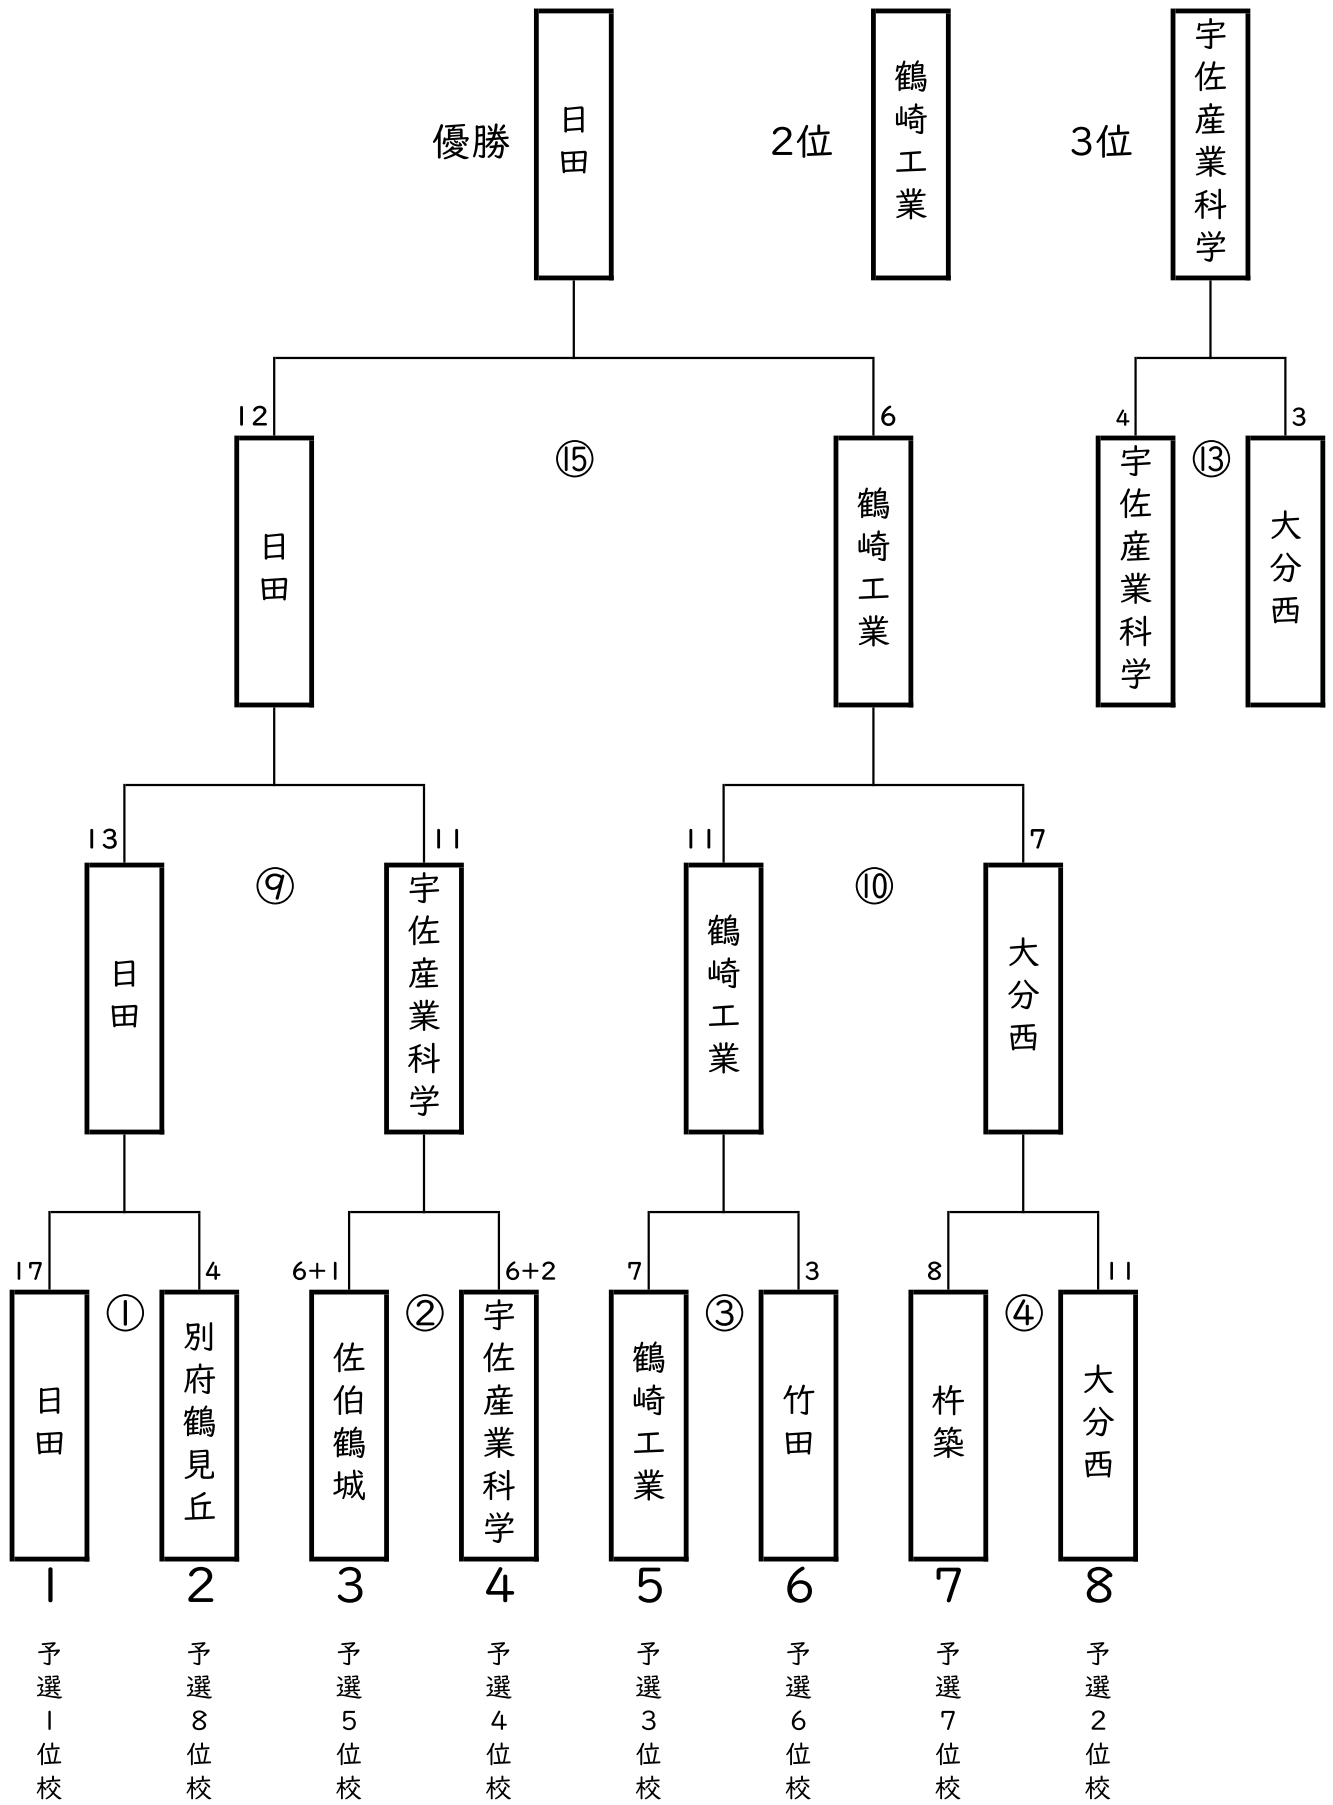 優勝
日田
2位
鶴崎工業
3位
宇佐産業科学
12
6
4
3
⑮
⑬
日田
鶴崎工業
宇佐産業科学
大分西
13
11
11
7
⑨
⑩
日田
宇佐産業科学
鶴崎工業
大分西
17
4
6+1
6+2
7
3
8
11
①
②
③
④
日田
別府鶴見丘
佐伯鶴城
宇佐産業科学
鶴崎工業
竹田
杵築
大分西
1
2
3
4
5
6
7
8
予選1位校
予選8位校
予選5位校
予選4位校
予選3位校
予選6位校
予選7位校
予選2位校